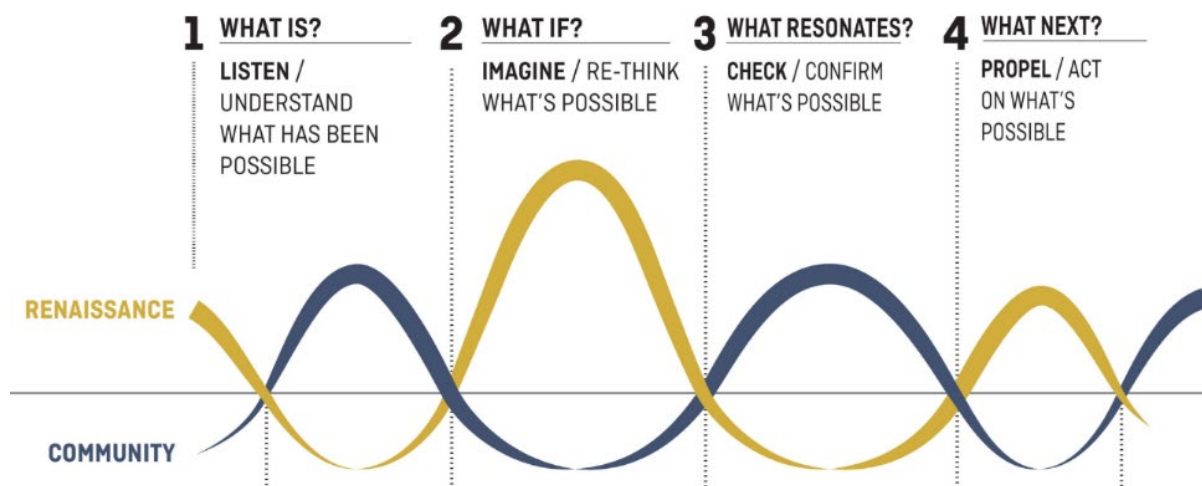 1 WHAT IS?
LISTEN /
UNDERSTAND
WHAT HAS BEEN
POSSIBLE
2 WHAT IF?
IMAGINE / RE-THINK
WHAT'S POSSIBLE
3 WHAT RESONATES?
CHECK / CONFIRM
WHAT'S POSSIBLE
4 WHAT NEXT?
PROPEL / ACT
ON WHAT'S
POSSIBLE
RENAISSANCE
COMMUNITY